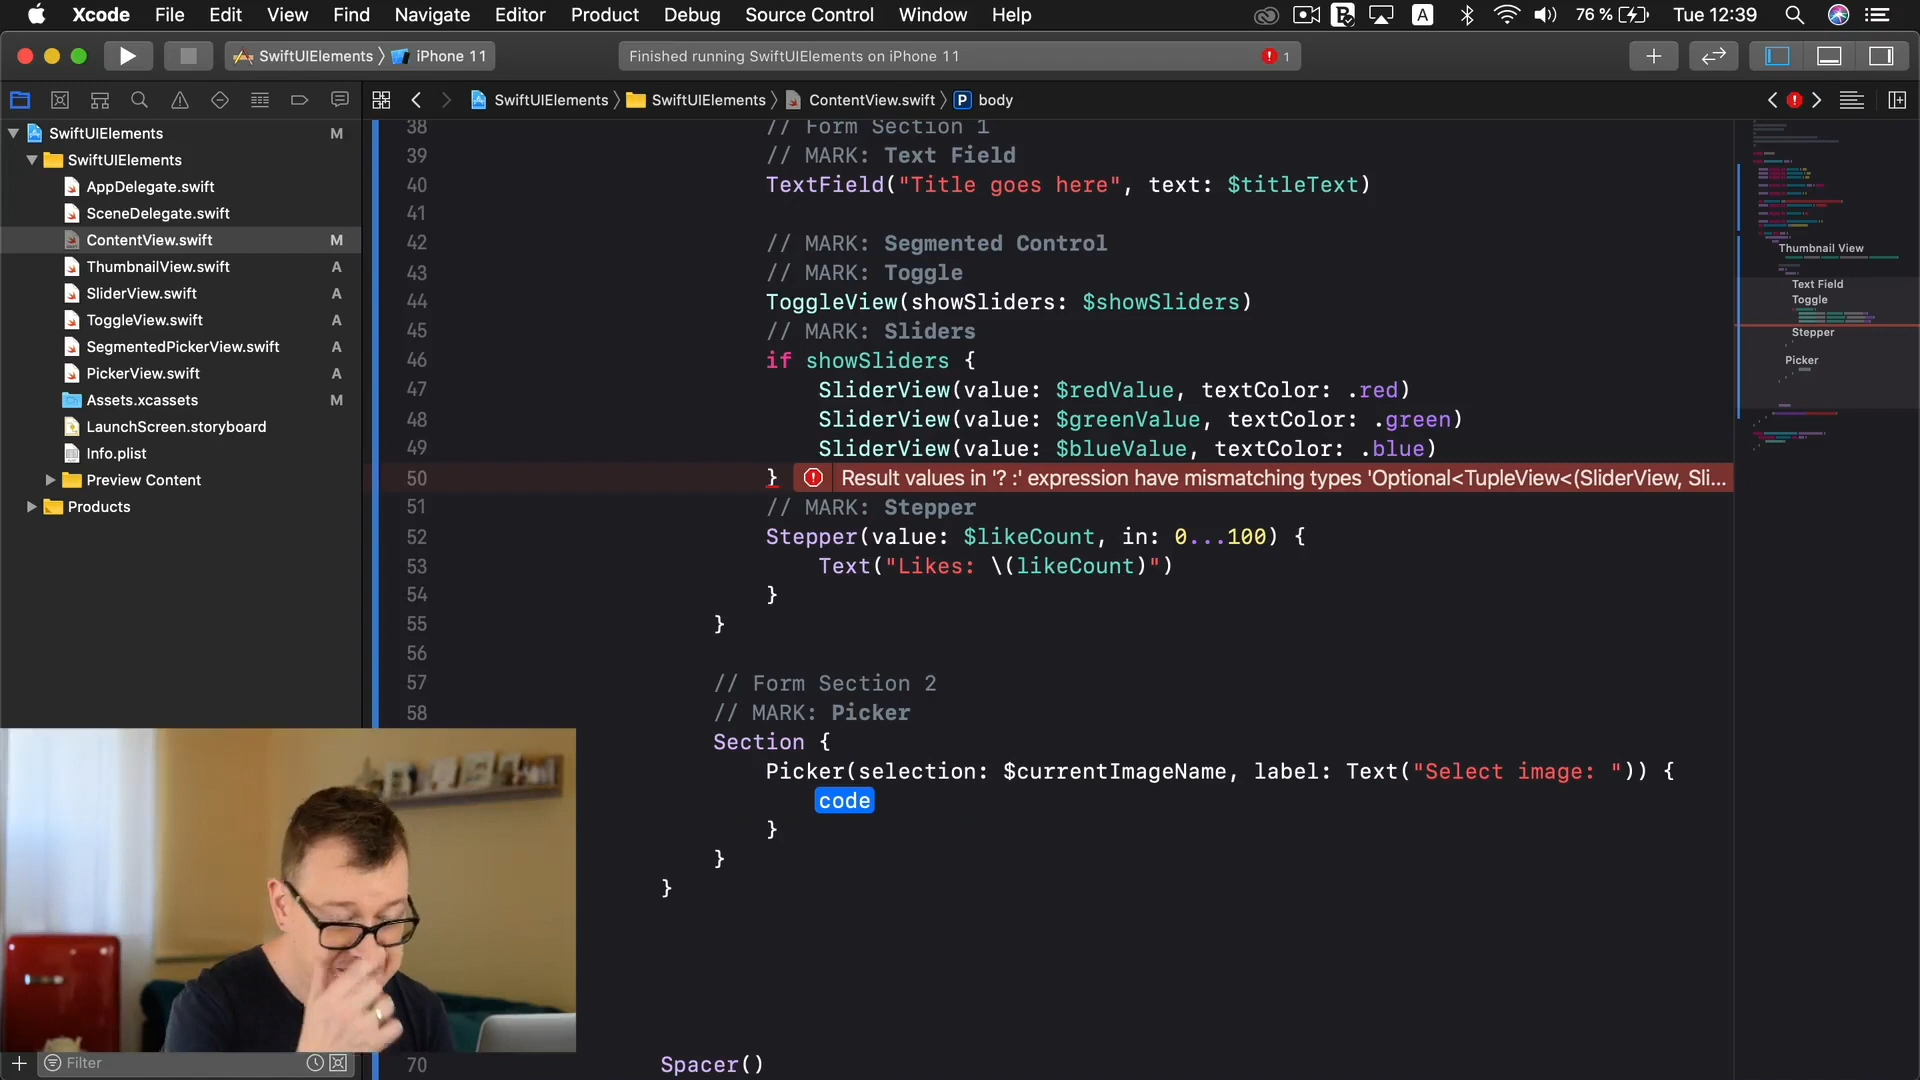 Xcode File Edit View Find Navigate Editor Product Debug Source Control Window Help A 76 % Tue 12:39
SwiftUIElements 〉 iPhone 11 Finished running SwiftUIElements on iPhone 11 1
SwiftUIElements 〉 SwiftUIElements 〉 ContentView.swift 〉 P body
SwiftUIElements M
SwiftUIElements
AppDelegate.swift
SceneDelegate.swift
ContentView.swift M
ThumbnailView.swift A
SliderView.swift A
ToggleView.swift A
SegmentedPickerView.swift A
PickerView.swift A
Assets.xcassets M
LaunchScreen.storyboard
Info.plist
Preview Content
Products
Filter
38 // Form Section 1
39 // MARK: Text Field
40 TextField("Title goes here", text: $titleText)
41
42 // MARK: Segmented Control
43 // MARK: Toggle
44 ToggleView(showSliders: $showSliders)
45 // MARK: Sliders
46 if showSliders {
47 SliderView(value: $redValue, textColor: .red)
48 SliderView(value: $greenValue, textColor: .green)
49 SliderView(value: $blueValue, textColor: .blue)
50 } Result values in '? :' expression have mismatching types 'Optional<TupleView<(SliderView, Sli...
51 // MARK: Stepper
52 Stepper(value: $likeCount, in: 0...100) {
53 Text("Likes: \(likeCount)")
54 }
55 }
56
57 // Form Section 2
58 // MARK: Picker
Section {
Picker(selection: $currentImageName, label: Text("Select image: ")) {
code
}
}
}
70 Spacer()
Thumbnail View
Text Field
Toggle
Stepper
Picker